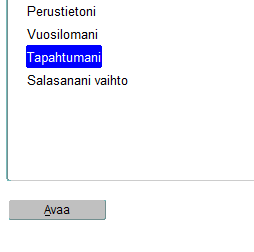 Perustietoni
Vuosilomani
Tapahtumani
Salasanani vaihto
Avaa